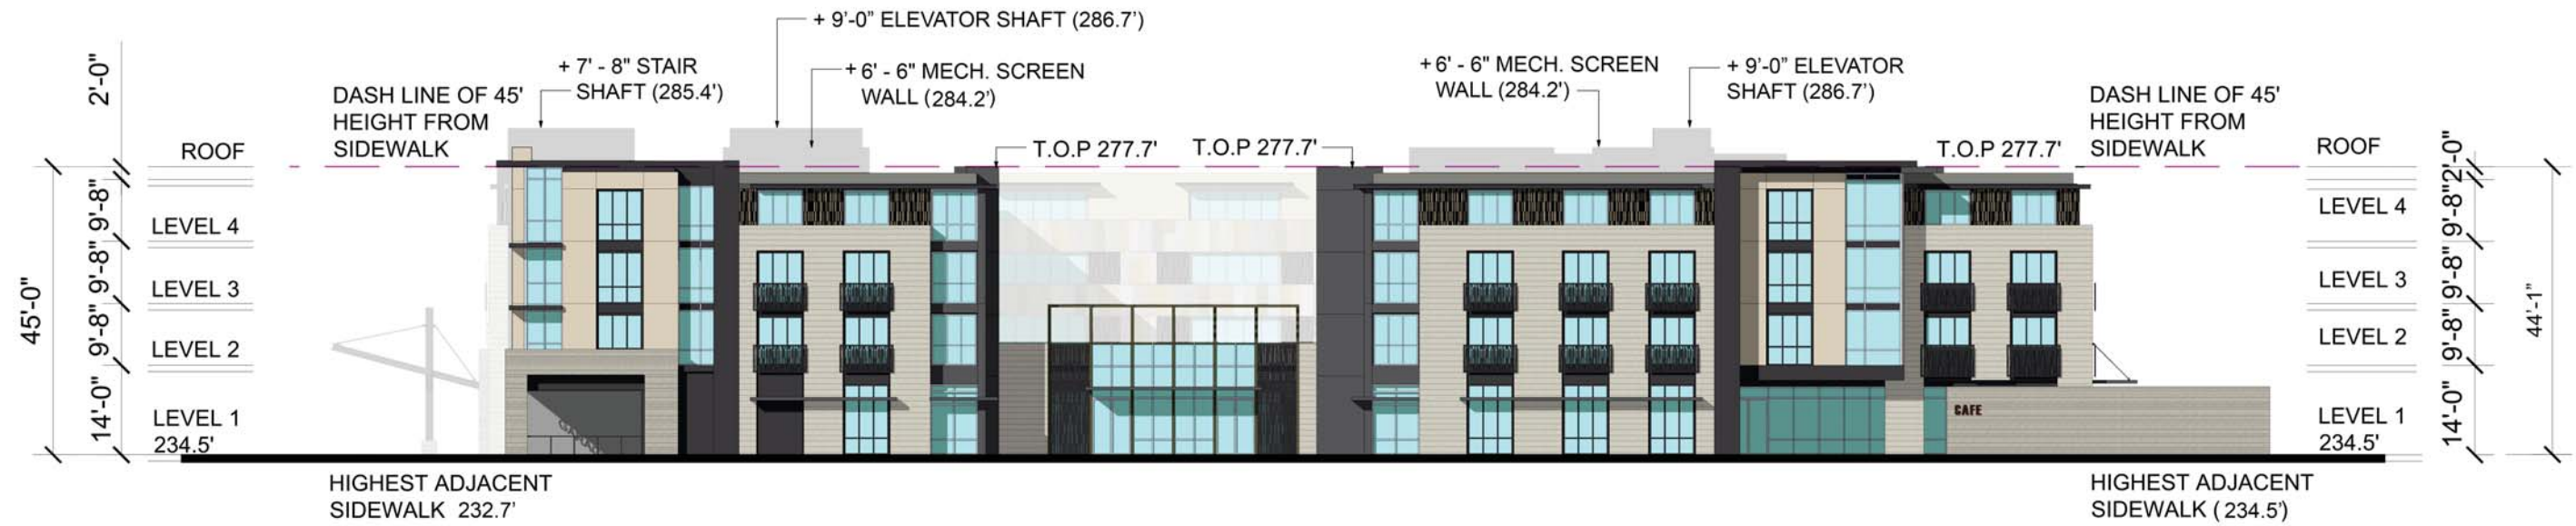 + 9'-0" ELEVATOR SHAFT (286.7')
+ 7' - 8" STAIR
SHAFT (285.4')
+ 6' - 6" MECH. SCREEN
WALL (284.2')
+ 6' - 6" MECH. SCREEN
WALL (284.2')
+ 9'-0" ELEVATOR
SHAFT (286.7')
DASH LINE OF 45'
HEIGHT FROM
SIDEWALK
DASH LINE OF 45'
HEIGHT FROM
SIDEWALK
T.O.P 277.7'
T.O.P 277.7'
T.O.P 277.7'
2'-0"
9'-8"
9'-8"
9'-8"
14'-0"
45'-0"
ROOF
LEVEL 4
LEVEL 3
LEVEL 2
LEVEL 1
234.5'
CAFE
ROOF
LEVEL 4
LEVEL 3
LEVEL 2
LEVEL 1
234.5'
2'-0"
9'-8"
9'-8"
9'-8"
14'-0"
44'-1"
HIGHEST ADJACENT
SIDEWALK 232.7'
HIGHEST ADJACENT
SIDEWALK ( 234.5')